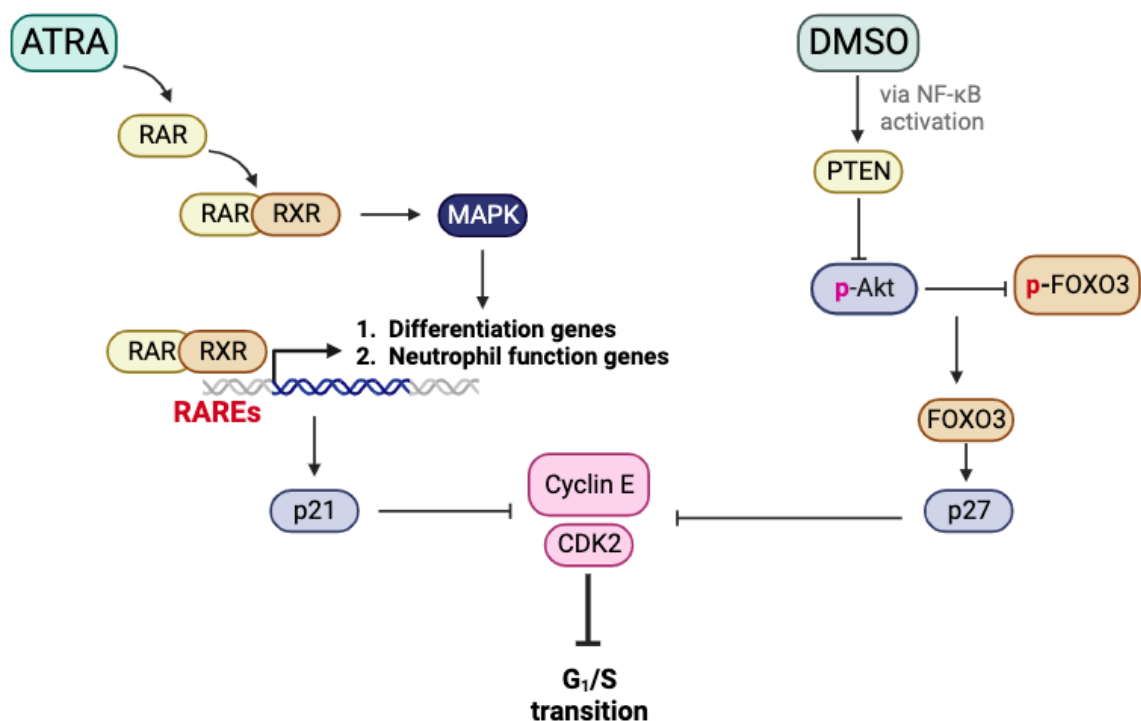 ATRA
RAR
RAR
RXR
MAPK
1. Differentiation genes
2. Neutrophil function genes
RAR
RXR
RAREs
p21
Cyclin E
CDK2
G₁/S
transition
DMSO
via NF-κB
activation
PTEN
p-Akt
p-FOXO3
FOXO3
p27